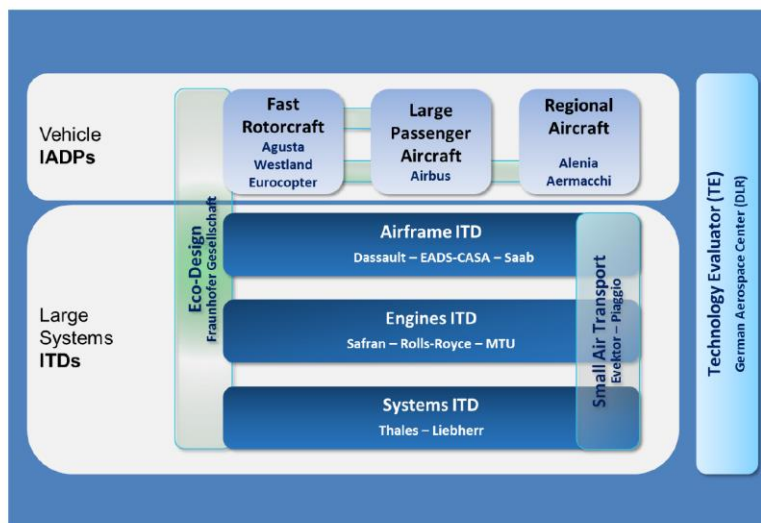 Vehicle
IADPs
Fast
Rotorcraft
Agusta
Westland
Eurocopter
Large
Passenger
Aircraft
Airbus
Regional
Aircraft
Alenia
Aermacchi
Large
Systems
ITDs
Eco-Design
Fraunhofer Gesellschaft
Airframe ITD
Dassault – EADS-CASA – Saab
Engines ITD
Safran – Rolls-Royce – MTU
Systems ITD
Thales – Liebherr
Small Air Transport
Evektor – Piaggio
Technology Evaluator (TE)
German Aerospace Center (DLR)